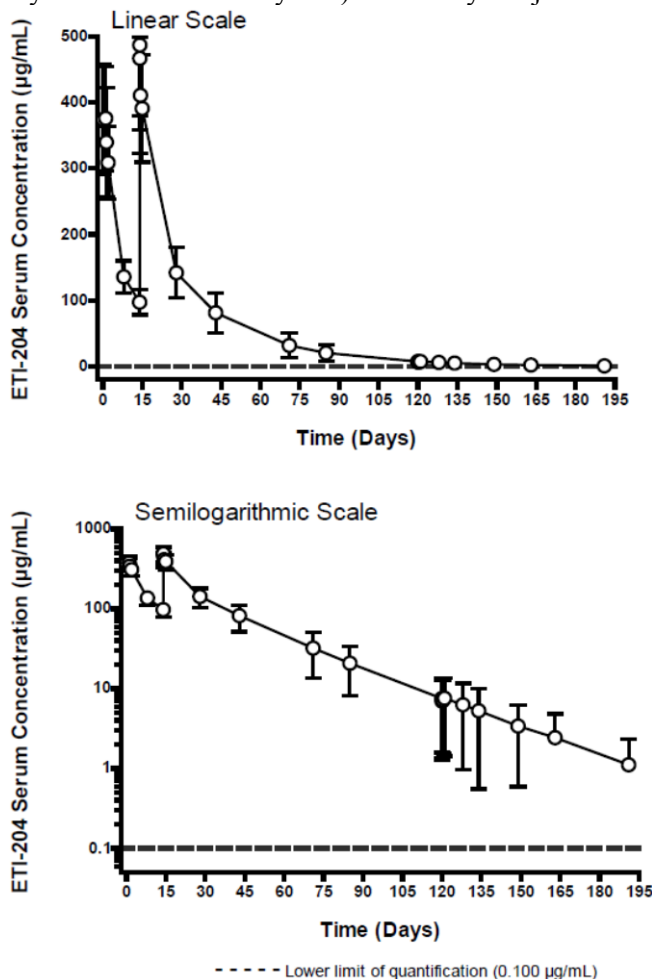 Linear Scale
ETI-204 Serum Concentration (µg/mL)
500
400
300
200
100
0
0 15 30 45 60 75 90 105 120 135 150 165 180 195
Time (Days)
Semilogarithmic Scale
ETI-204 Serum Concentration (µg/mL)
1000
100
10
1
0.1
0 15 30 45 60 75 90 105 120 135 150 165 180 195
Time (Days)
Lower limit of quantification (0.100 µg/mL)